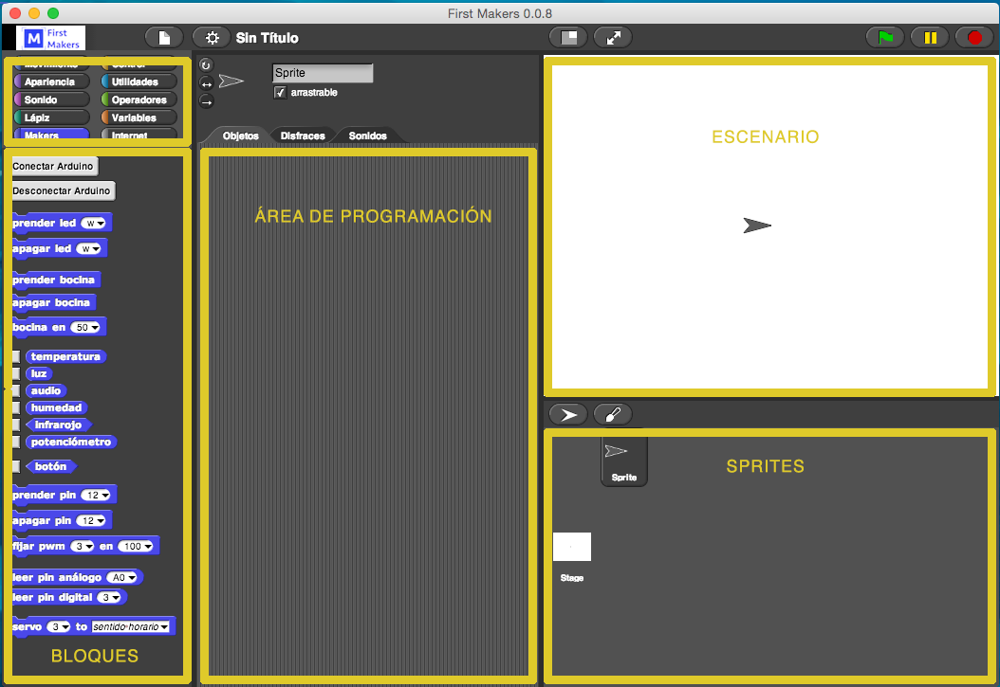 First Makers 0.0.8
First
Makers
Sin Título
Movimiento
Control
Apariencia
Utilidades
Sonido
Operadores
Lápiz
Variables
Makers
Internet
Sprite
arrastrable
Objetos
Disfraces
Sonidos
Conectar Arduino
Desconectar Arduino
prender led w
apagar led w
prender bocina
apagar bocina
bocina en 50
temperatura
luz
audio
humedad
infrarojo
potenciómetro
botón
prender pin 12
apagar pin 12
fijar pwm 3 en 100
leer pin análogo A0
leer pin digital 3
servo 3 to sentido-horario
BLOQUES
ÁREA DE PROGRAMACIÓN
ESCENARIO
SPRITES
Sprite
Stage